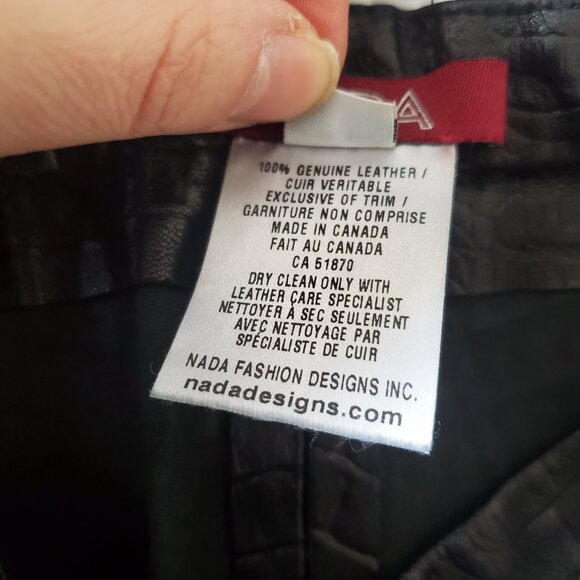 100% GENUINE LEATHER /
CUIR VERITABLE
EXCLUSIVE OF TRIM /
GARNITURE NON COMPRISE
MADE IN CANADA
FAIT AU CANADA
CA 51870
DRY CLEAN ONLY WITH
LEATHER CARE SPECIALIST
NETTOYER À SEC SEULEMENT
AVEC NETTOYAGE PAR
SPÉCIALISTE DE CUIR
NADA FASHION DESIGNS INC.
nadadesigns.com